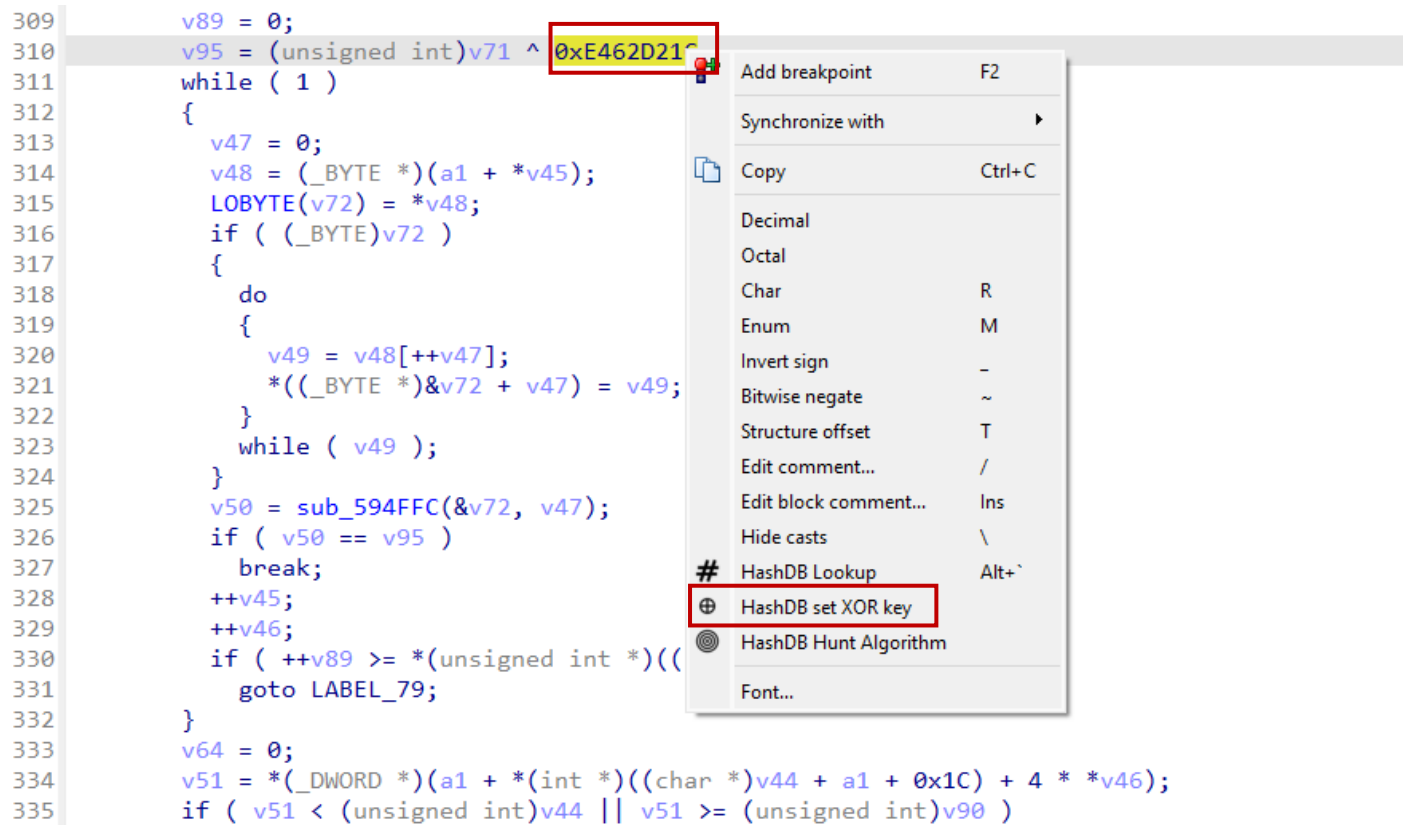 309 v89 = 0;
310 v95 = (unsigned int)v71 ^ 0xE462D21
311 while ( 1 )
312 {
313 v47 = 0;
314 v48 = (_BYTE *)(a1 + *v45);
315 LOBYTE(v72) = *v48;
316 if ( (_BYTE)v72 )
317 {
318 do
319 {
320 v49 = v48[++v47];
321 *((_BYTE *)&v72 + v47) = v49;
322 }
323 while ( v49 );
324 }
325 v50 = sub_594FFC(&v72, v47);
326 if ( v50 == v95 )
327 break;
328 ++v45;
329 ++v46;
330 if ( ++v89 >= *(unsigned int *)((
331 goto LABEL_79;
332 }
333 v64 = 0;
334 v51 = *(_DWORD *)(a1 + *(int *)((char *)v44 + a1 + 0x1C) + 4 * *v46);
335 if ( v51 < (unsigned int)v44 || v51 >= (unsigned int)v90 )
Add breakpoint F2
Synchronize with
Copy Ctrl+C
Decimal
Octal
Char R
Enum M
Invert sign _
Bitwise negate ~
Structure offset T
Edit comment... /
Edit block comment... Ins
Hide casts \
# HashDB Lookup Alt+`
HashDB set XOR key
HashDB Hunt Algorithm
Font...